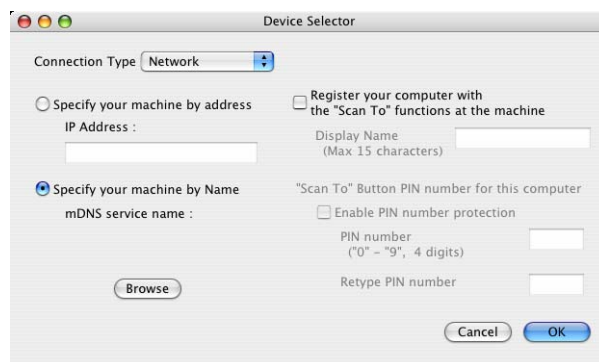 Device Selector
Connection Type Network
Specify your machine by address
IP Address :
Specify your machine by Name
mDNS service name :
Browse
Register your computer with
the "Scan To" functions at the machine
Display Name
(Max 15 characters)
"Scan To" Button PIN number for this computer
Enable PIN number protection
PIN number
("0" – "9", 4 digits)
Retype PIN number
Cancel OK